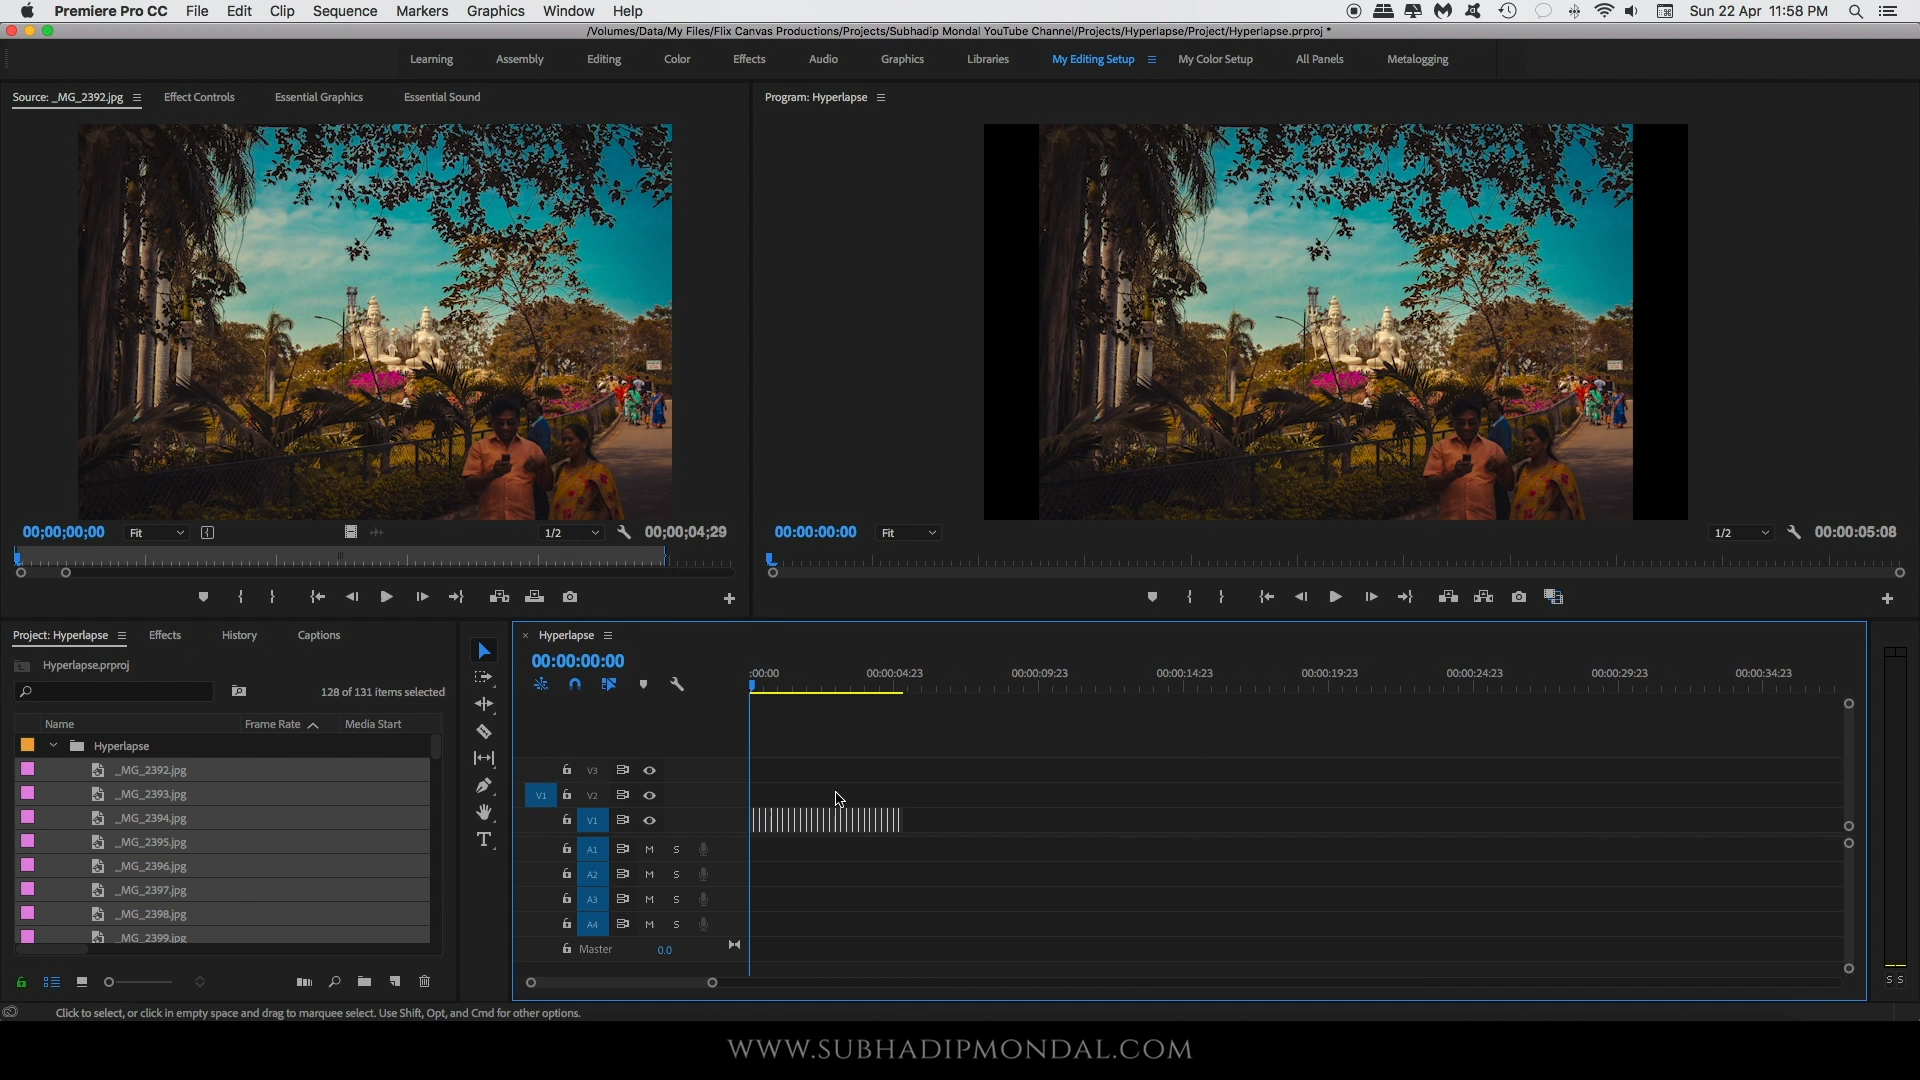 Premiere Pro CC File Edit Clip Sequence Markers Graphics Window Help Sun 22 Apr 11:58 PM
/Volumes/Data/My Files/Flix Canvas Productions/Projects/Subhadip Mondal YouTube Channel/Projects/Hyperlapse/Project/Hyperlapse.prproj *
Learning Assembly Editing Color Effects Audio Graphics Libraries My Editing Setup My Color Setup All Panels Metalogging
Source: _MG_2392.jpg Effect Controls Essential Graphics Essential Sound
Program: Hyperlapse
00;00;00;00 Fit 1/2 00;00;04;29
00:00:00:00 Fit 1/2 00:00:05:08
Project: Hyperlapse Effects History Captions
Hyperlapse.prproj
128 of 131 items selected
Name Frame Rate Media Start
Hyperlapse
_MG_2392.jpg
_MG_2393.jpg
_MG_2394.jpg
_MG_2395.jpg
_MG_2396.jpg
_MG_2397.jpg
_MG_2398.jpg
_MG_2399.jpg
× Hyperlapse
00:00:00:00
:00:00 00:00:04:23 00:00:09:23 00:00:14:23 00:00:19:23 00:00:24:23 00:00:29:23 00:00:34:23
V3
V1 V2
V1
A1 M S
A2 M S
A3 M S
A4 M S
Master 0.0
S S
Click to select, or click in empty space and drag to marquee select. Use Shift, Opt, and Cmd for other options.
WWW.SUBHADIPMONDAL.COM